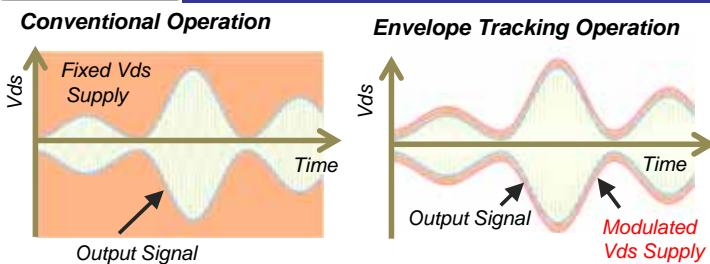 Conventional Operation
Vds
Fixed Vds
Supply
Time
Output Signal
Envelope Tracking Operation
Vds
Time
Output Signal
Modulated
Vds Supply